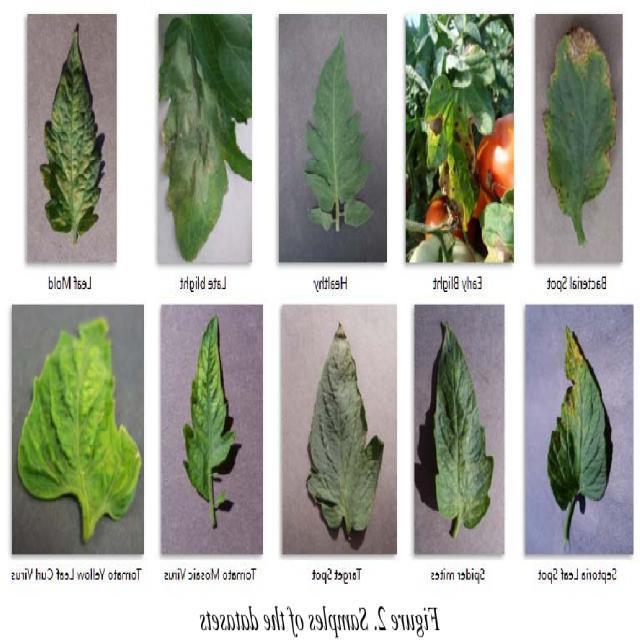 Bacterial Spot
Early Blight
Healthy
Late blight
Leaf Mold
Septoria Leaf Spot
Spider mites
Target Spot
Tomato Mosaic Virus
Tomato Yellow Leaf Curl Virus
Figure 2. Samples of the datasets